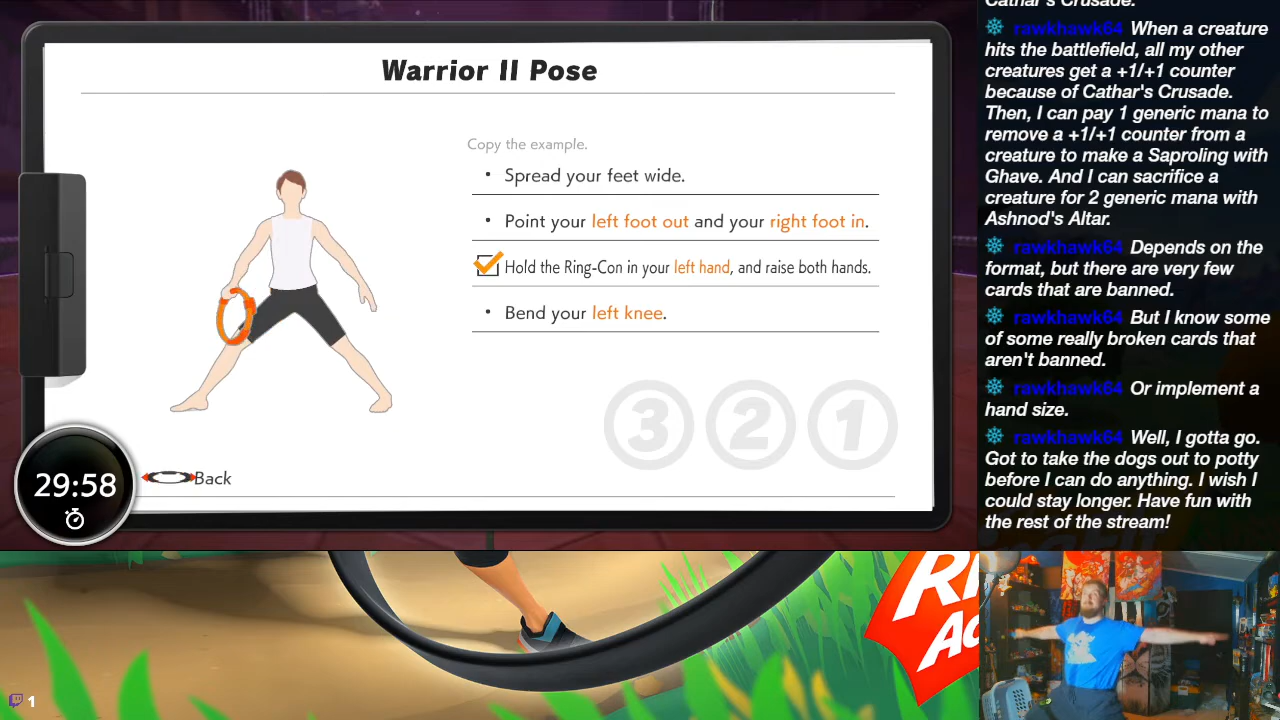 Warrior II Pose
Copy the example.
• Spread your feet wide.
• Point your left foot out and your right foot in.
Hold the Ring-Con in your left hand, and raise both hands.
• Bend your left knee.
3 2 1
Back
29:58
1
Cathar's Crusade.
rawkhawk64 When a creature
hits the battlefield, all my other
creatures get a +1/+1 counter
because of Cathar's Crusade.
Then, I can pay 1 generic mana to
remove a +1/+1 counter from a
creature to make a Saproling with
Ghave. And I can sacrifice a
creature for 2 generic mana with
Ashnod's Altar.
rawkhawk64 Depends on the
format, but there are very few
cards that are banned.
rawkhawk64 But I know some
of some really broken cards that
aren't banned.
rawkhawk64 Or implement a
hand size.
rawkhawk64 Well, I gotta go.
Got to take the dogs out to potty
before I can do anything. I wish I
could stay longer. Have fun with
the rest of the stream!